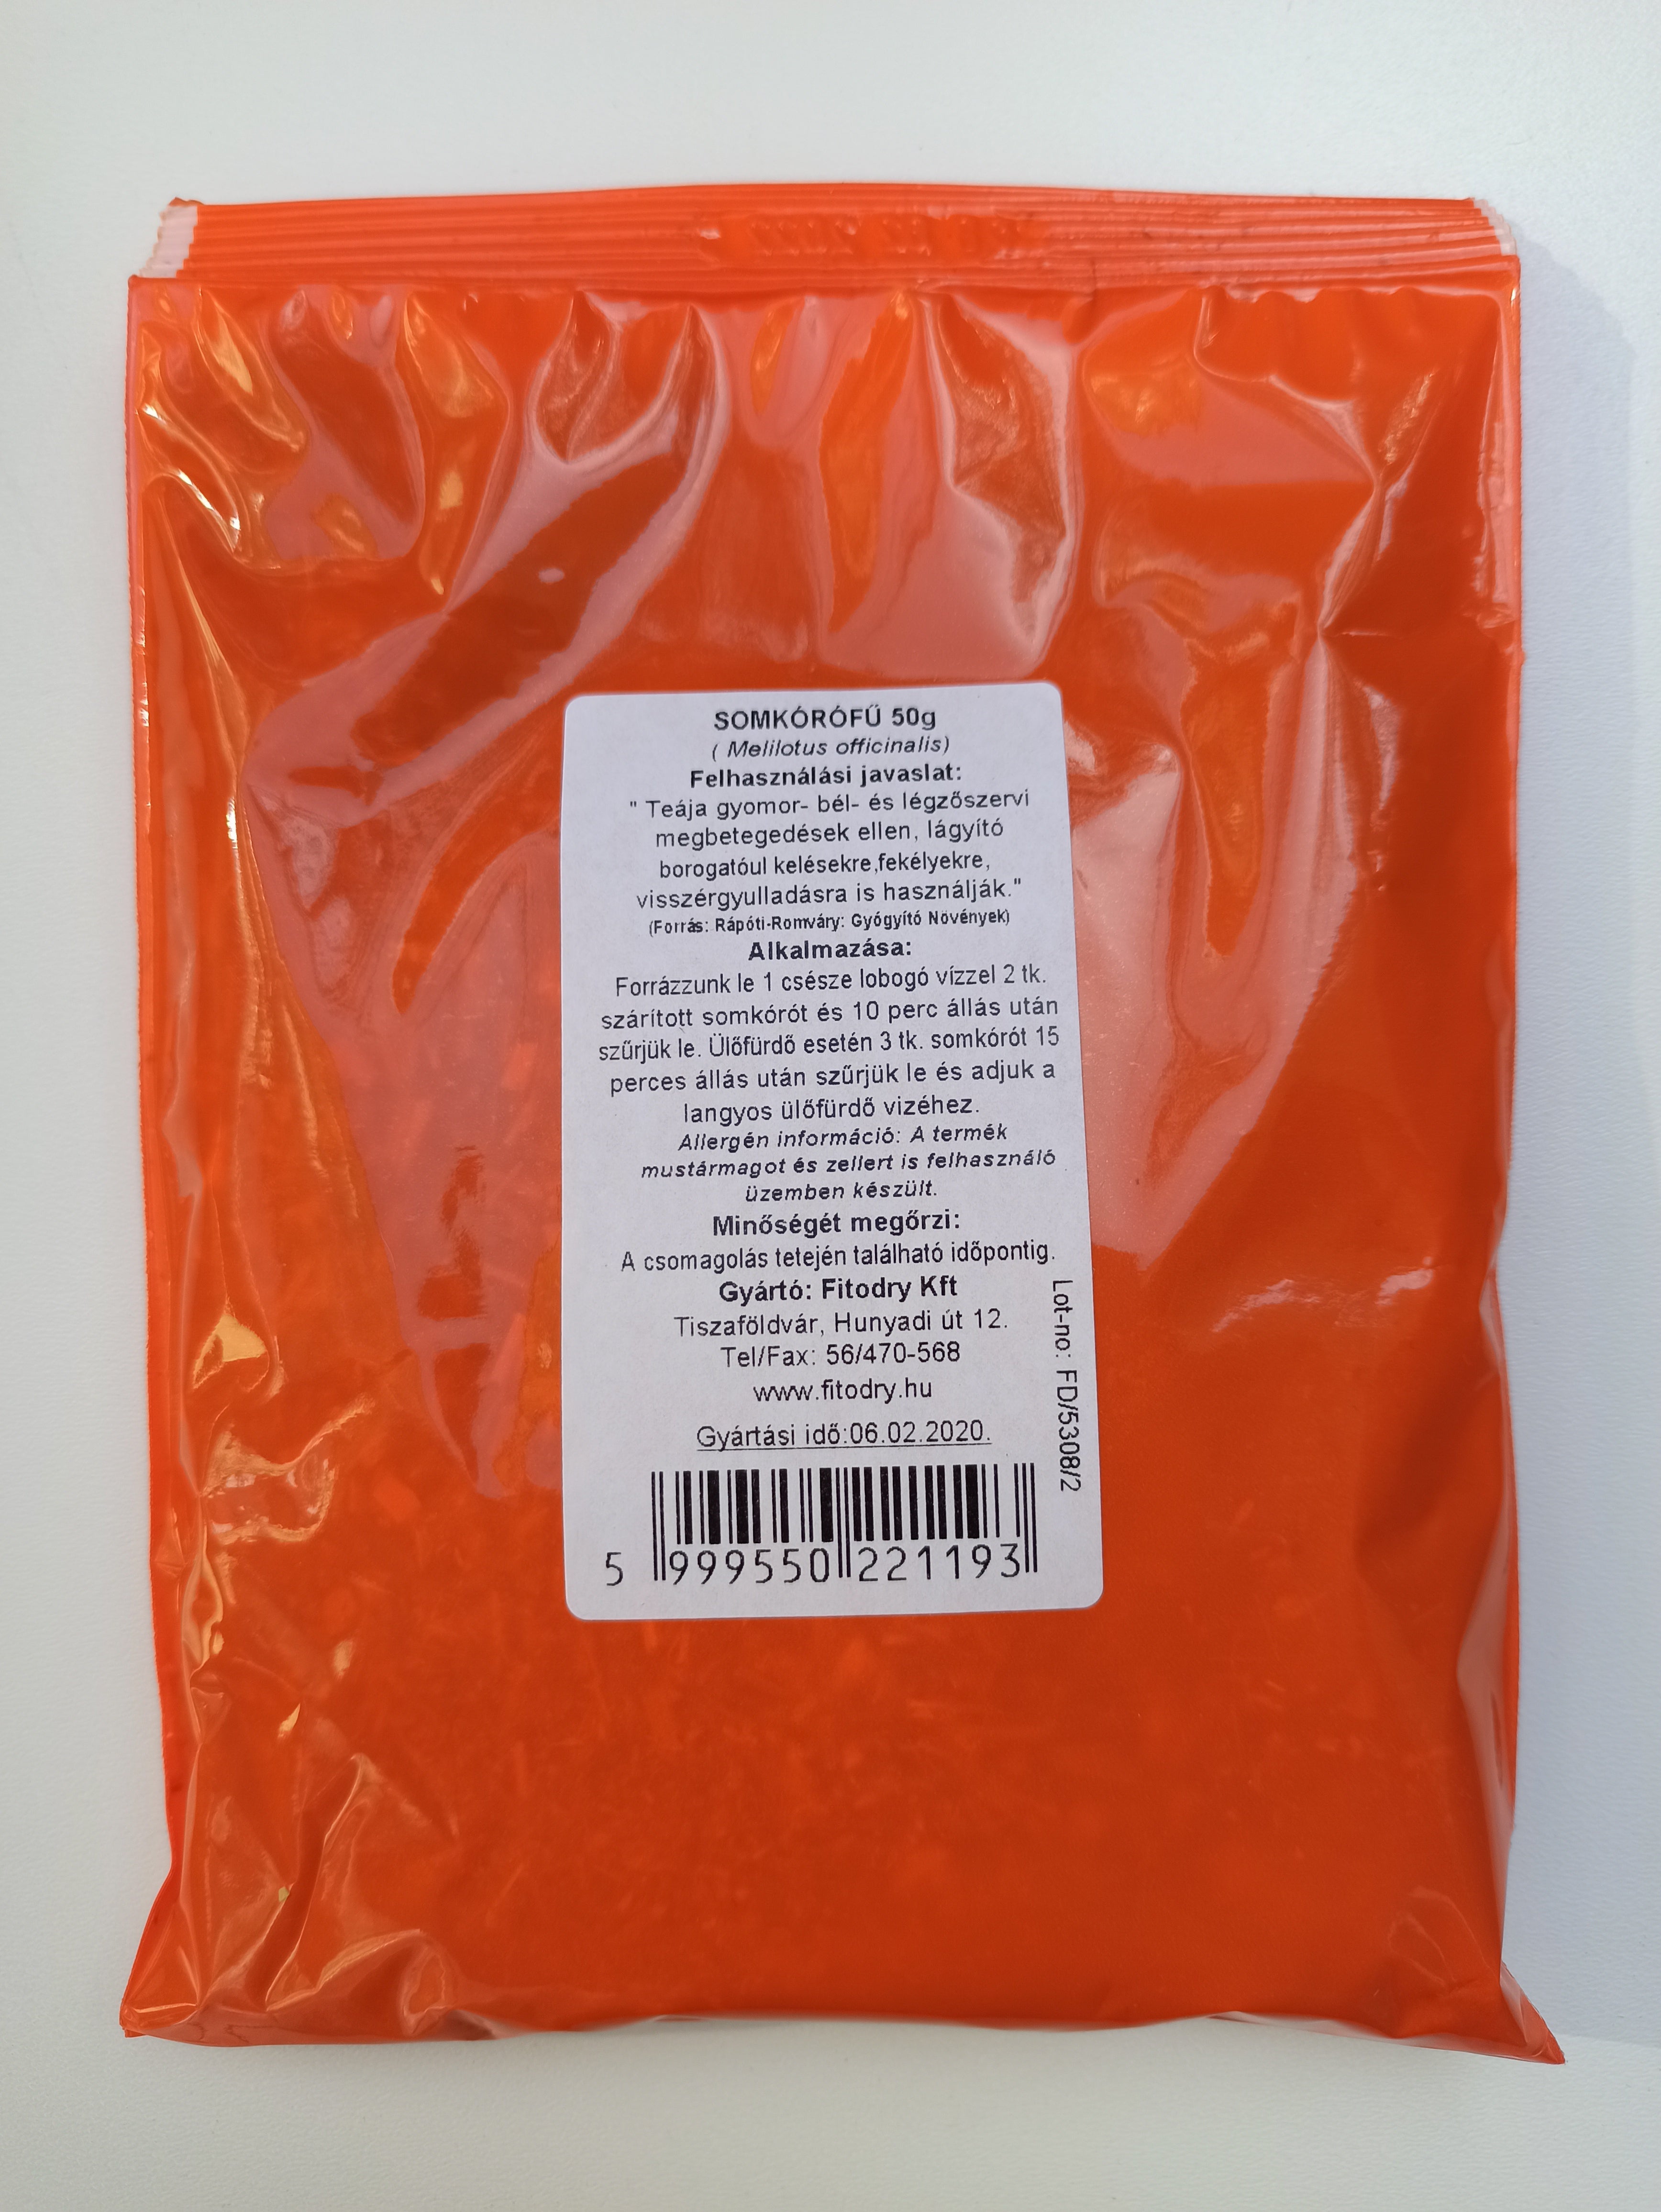 SOMKÓRÓFŰ 50g
( Melilotus officinalis)
Felhasználási javaslat:
" Teája gyomor- bél- és légzőszervi
megbetegedések ellen, lágyító
borogatóul kelésekre,fekélyekre,
visszérgyulladásra is használják."
(Forrás: Rápóti-Romváry: Gyógyító Növények)
Alkalmazása:
Forrázzunk le 1 csésze lobogó vízzel 2 tk.
szárított somkórót és 10 perc állás után
szűrjük le. Ülőfürdő esetén 3 tk. somkórót 15
perces állás után szűrjük le és adjuk a
langyos ülőfürdő vizéhez.
Allergén információ: A termék
mustármagot és zellert is felhasználó
üzemben készült.
Minőségét megőrzi:
A csomagolás tetején található időpontig.
Gyártó: Fitodry Kft
Tiszaföldvár, Hunyadi út 12.
Tel/Fax: 56/470-568
www.fitodry.hu
Gyártási idő:06.02.2020.
Lot-no: FD/5308/2
5 999550 221193